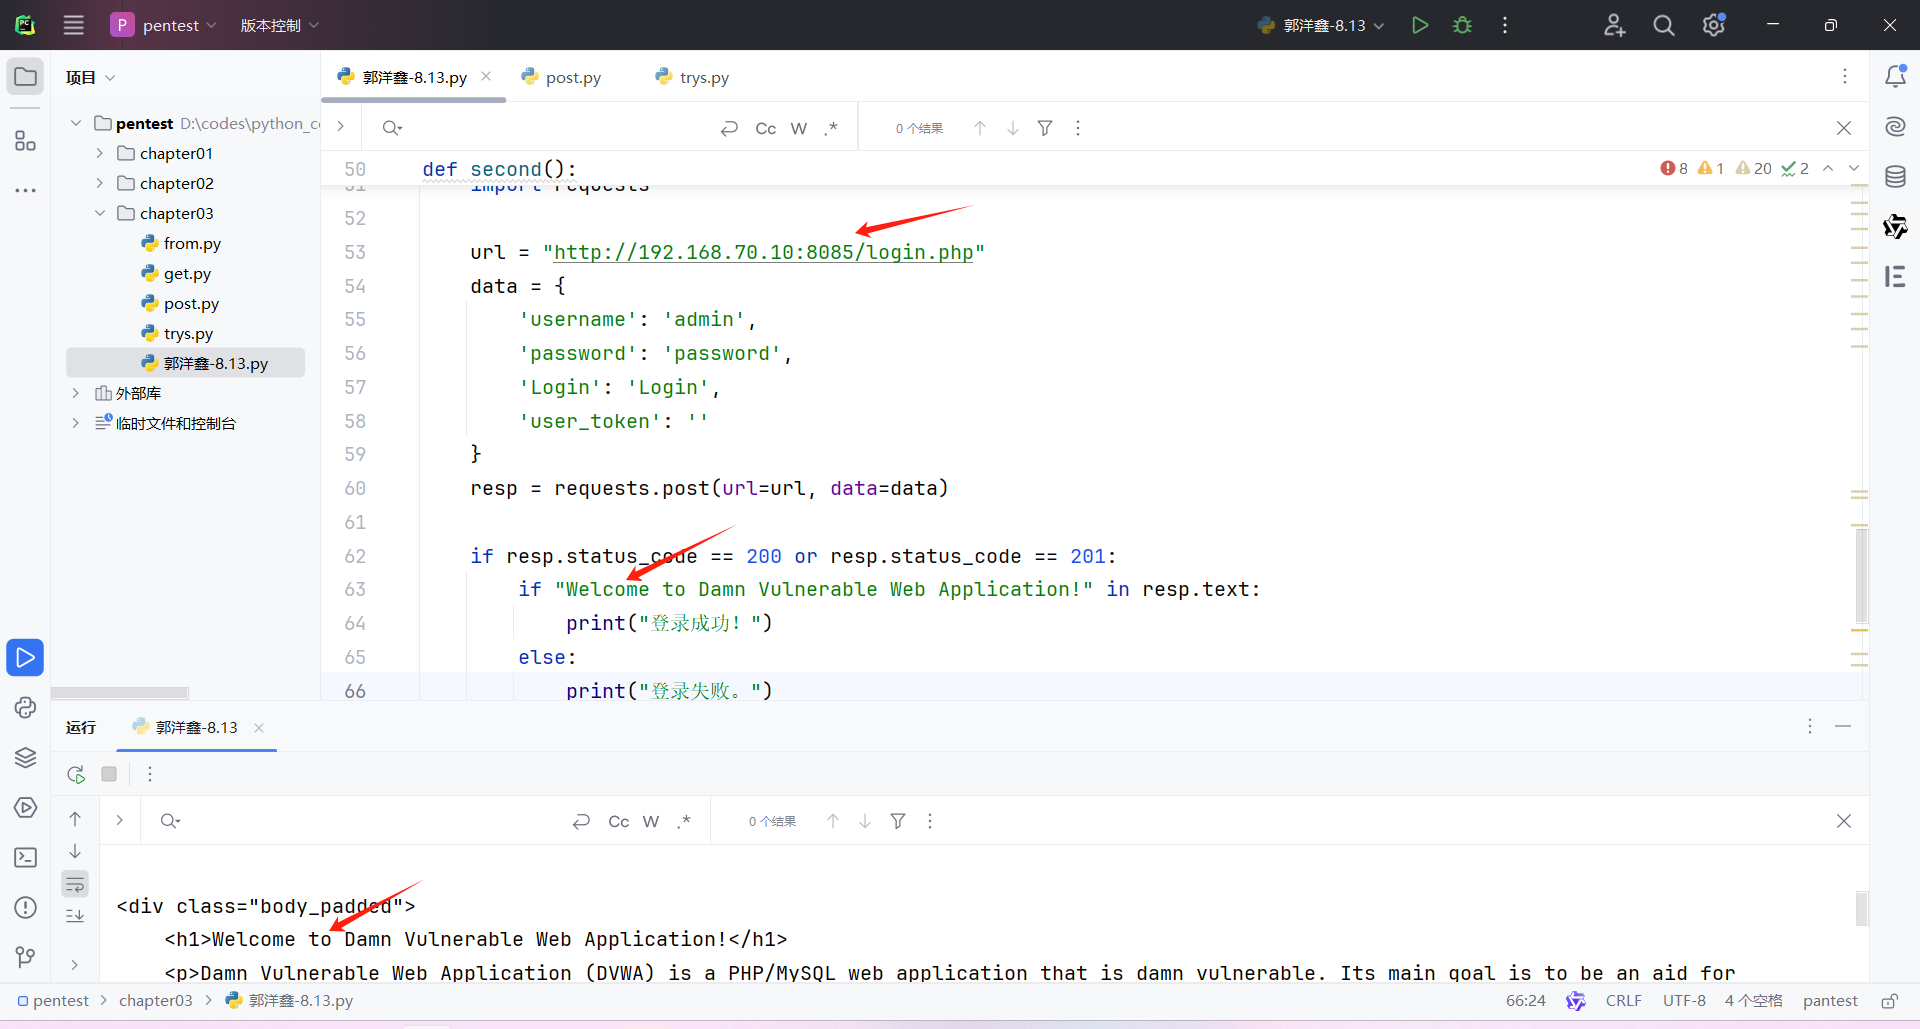 P pentest 版本控制 郭洋鑫-8.13
项目
郭洋鑫-8.13.py post.py trys.py
pentest D:\codes\python_c
chapter01
chapter02
chapter03
from.py
get.py
post.py
trys.py
郭洋鑫-8.13.py
外部库
临时文件和控制台
Cc W .* 0 个结果
8 1 20 2
50 def second():
51 import requests
52
53 url = "http://192.168.70.10:8085/login.php"
54 data = {
55 'username': 'admin',
56 'password': 'password',
57 'Login': 'Login',
58 'user_token': ''
59 }
60 resp = requests.post(url=url, data=data)
61
62 if resp.status_code == 200 or resp.status_code == 201:
63 if "Welcome to Damn Vulnerable Web Application!" in resp.text:
64 print("登录成功! ")
65 else:
66 print("登录失败。")
运行 郭洋鑫-8.13
Cc W .* 0 个结果
<div class="body_padded">
<h1>Welcome to Damn Vulnerable Web Application!</h1>
<p>Damn Vulnerable Web Application (DVWA) is a PHP/MySQL web application that is damn vulnerable. Its main goal is to be an aid for
pentest chapter03 郭洋鑫-8.13.py 66:24 CRLF UTF-8 4 个空格 pantest